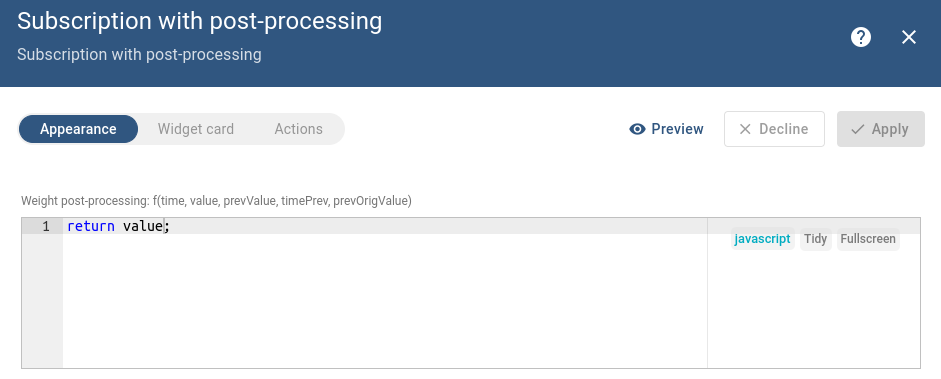 Subscription with post-processing
Subscription with post-processing
?
Appearance Widget card Actions Preview Decline Apply
Weight post-processing: f(time, value, prevValue, timePrev, prevOrigValue)
1 return value;
javascript Tidy Fullscreen